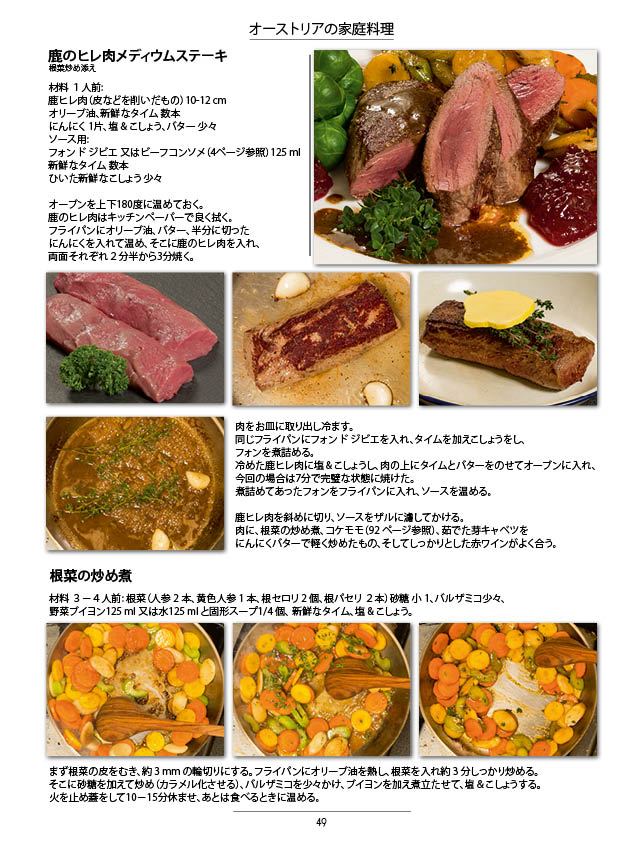 オーストリアの家庭料理
鹿のヒレ肉メディウムステーキ
根菜炒め添え
材料 1人前:
鹿ヒレ肉(皮などを削いだもの)10-12 cm
オリーブ油、新鮮なタイム 数本
にんにく 1片、塩 & こしょう、バター 少々
ソース用:
フォンド ジビエ 又はビーフコンソメ(4ページ参照)125 ml
新鮮なタイム 数本
ひいた新鮮なこしょう 少々
オーブンを上下180度に温めておく。
鹿のヒレ肉はキッチンペーパーで良く拭く。
フライパンにオリーブ油、バター、半分に切った
にんにくを入れて温め、そこに鹿のヒレ肉を入れ、
両面それぞれ2分半から3分焼く。
肉をお皿に取り出し冷ます。
同じフライパンにフォンド ジビエを入れ、タイムを加えこしょうをし、
フォンを煮詰める。
冷めた鹿ヒレ肉に塩&こしょうし、肉の上にタイムとバターをのせてオーブンに入れ、
今回の場合は7分で完璧な状態に焼けた。
煮詰めてあったフォンをフライパンに入れ、ソースを温める。
鹿ヒレ肉を斜めに切り、ソースをザルに濾してかける。
肉に、根菜の炒め煮、コケモモ(92ページ参照)、茹でた芽キャベツを
にんにくバターで軽く炒めたもの、そしてしっかりとした赤ワインがよく合う。
根菜の炒め煮
材料 3-4人前: 根菜(人参2本、黄色人参1本、根セロリ2個、根パセリ 2本)砂糖 小1、バルザミコ少々、
野菜ブイヨン125 ml 又は水125 mlと固形スープ1/4個、新鮮なタイム、塩&こしょう。
まず根菜の皮をむき、約3 mmの輪切りにする。フライパンにオリーブ油を熱し、根菜を入れ約3分しっかり炒める。
そこに砂糖を加えて炒め(カラメル化させる)、バルザミコを少々かけ、ブイヨンを加え煮立たせて、塩&こしょうする。
火を止め蓋をして10-15分休ませ、あとは食べるときに温める。
49